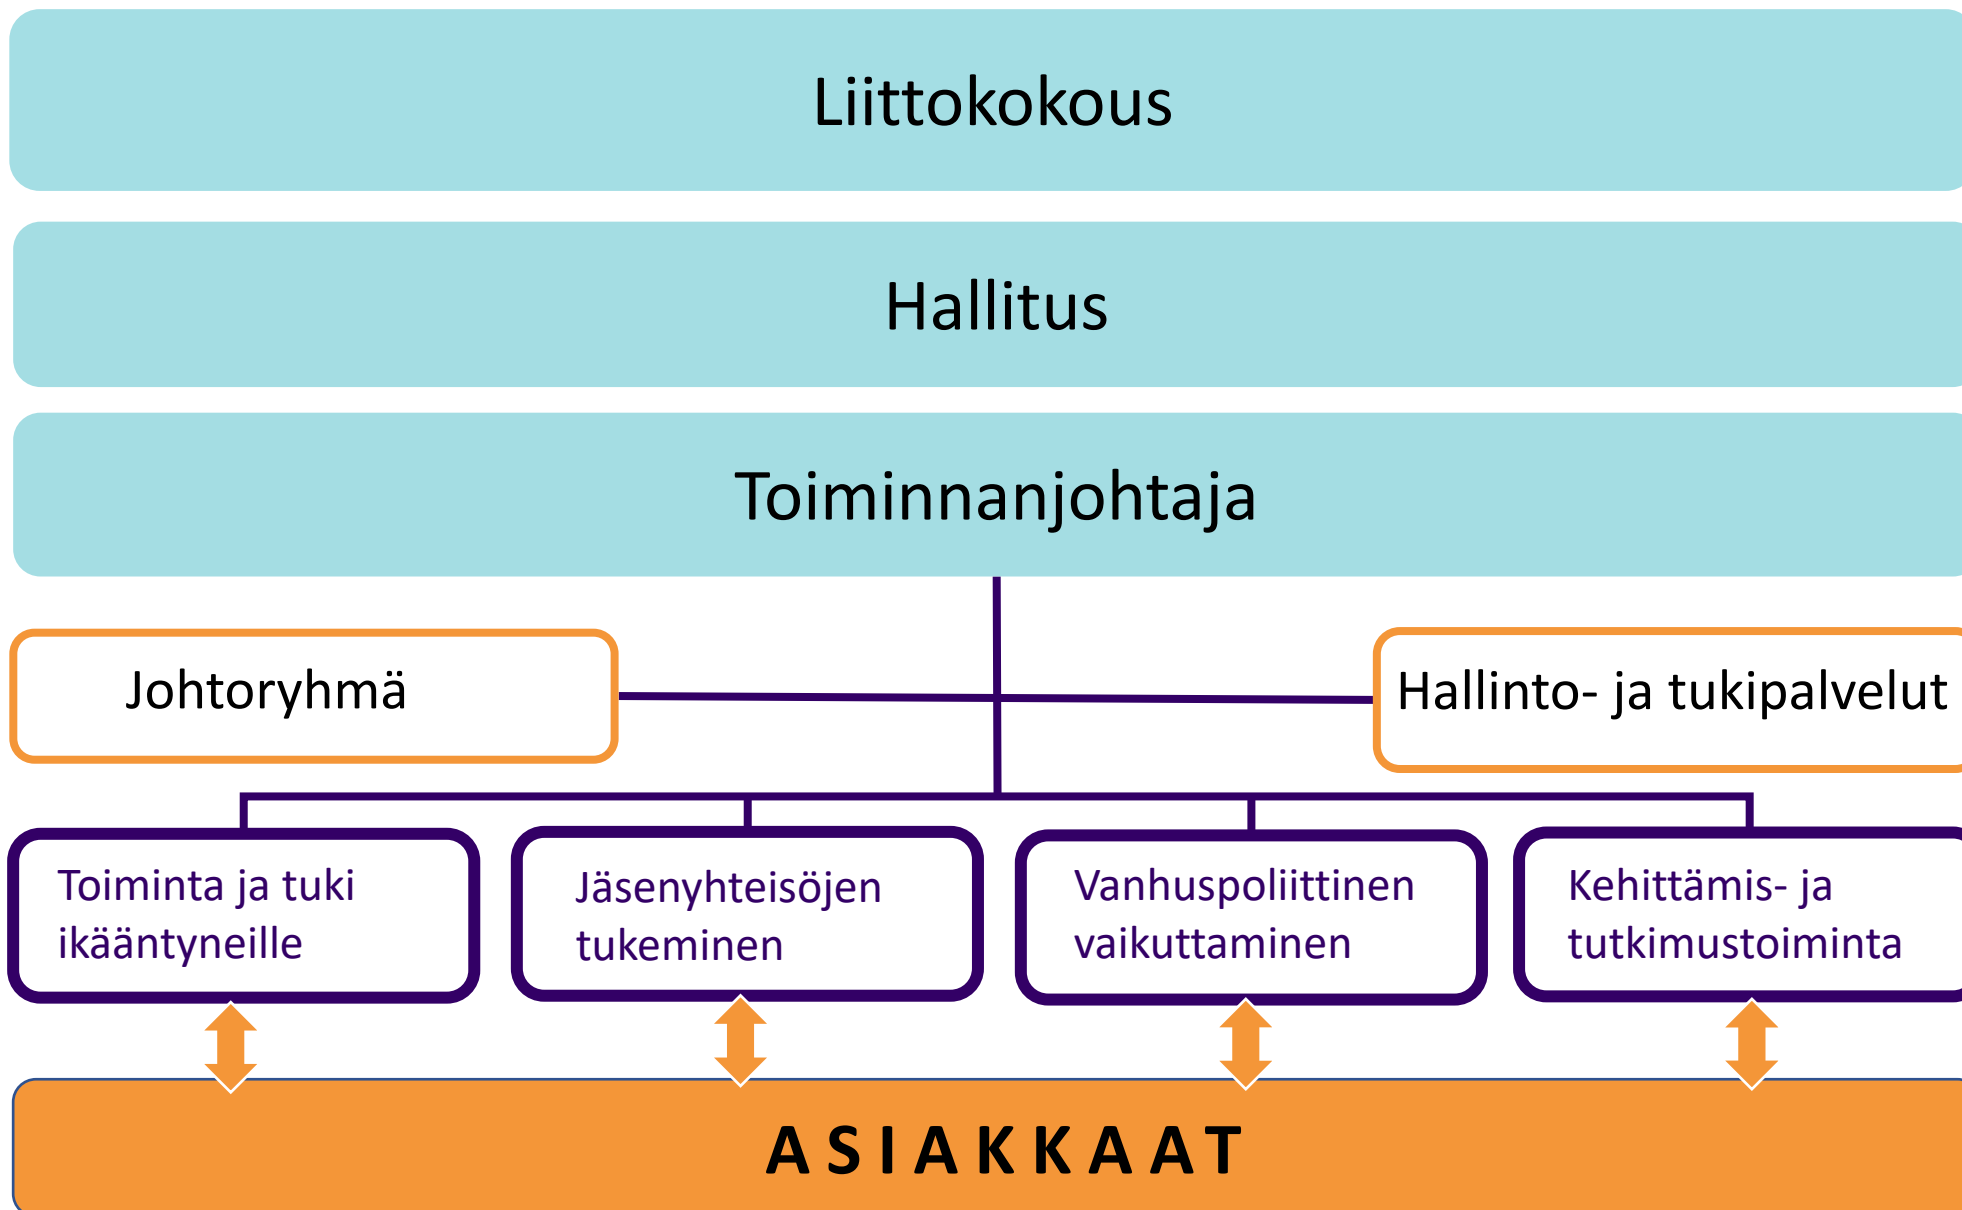 Liittokokous
Hallitus
Toiminnanjohtaja
Johtoryhmä
Hallinto- ja tukipalvelut
Toiminta ja tuki
ikääntyneille
Jäsenyhteisöjen
tukeminen
Vanhuspoliittinen
vaikuttaminen
Kehittämis- ja
tutkimustoiminta
A S I A K K A A T